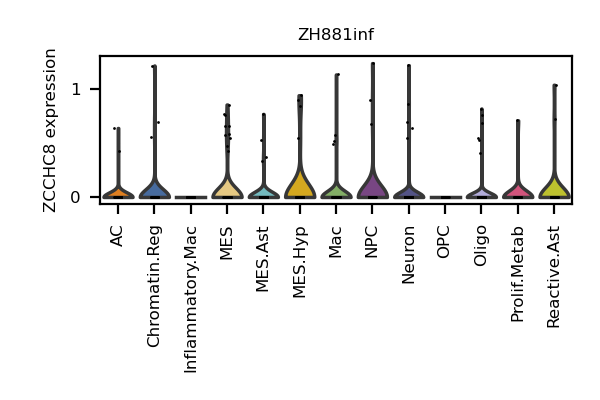 ZH881inf
ZCCHC8 expression
1
0
AC
Chromatin.Reg
Inflammatory.Mac
MES
MES.Ast
MES.Hyp
Mac
NPC
Neuron
OPC
Oligo
Prolif.Metab
Reactive.Ast